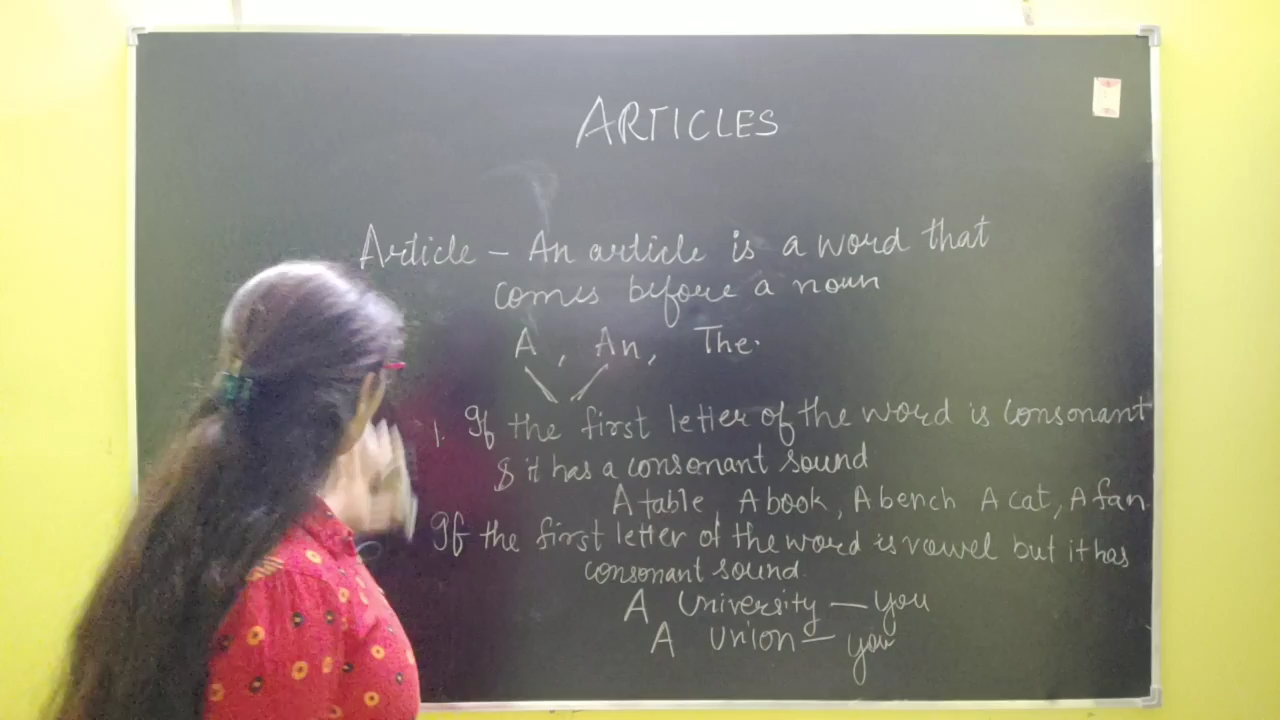 ARTICLES
Article - An article is a word that
comes before a noun
A, An, The.
1. If the first letter of the word is consonant
& it has a consonant sound
A table, A book, A bench A cat, A fan
If the first letter of the word is vowel but it has
consonant sound
A University - you
A Union - you